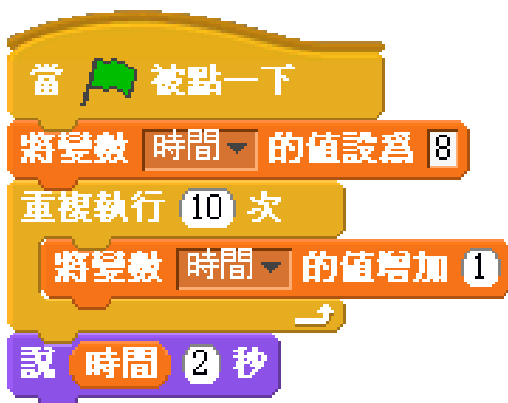 當 被點一下
將變數 時間 的值設為 8
重複執行 10 次
將變數 時間 的值增加 1
說 時間 2 秒